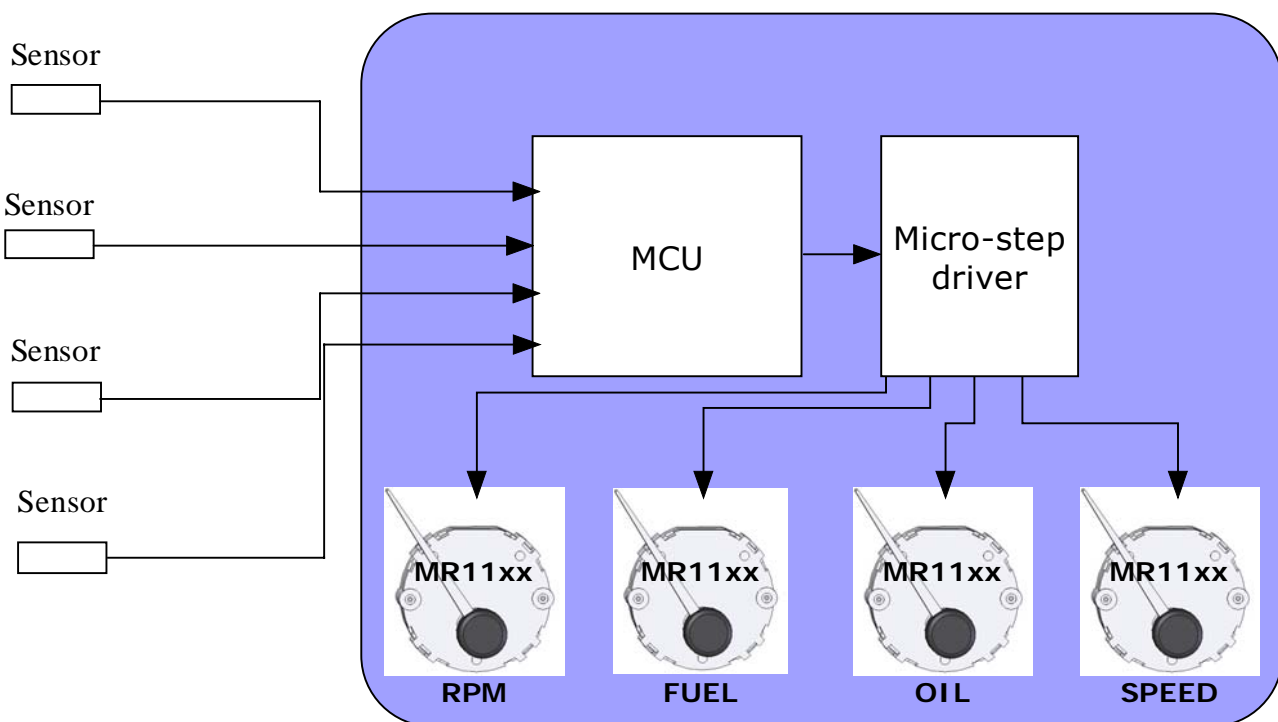 Sensor
Sensor
Sensor
Sensor
MCU
Micro-step
driver
MR11xx
MR11xx
MR11xx
MR11xx
RPM
FUEL
OIL
SPEED